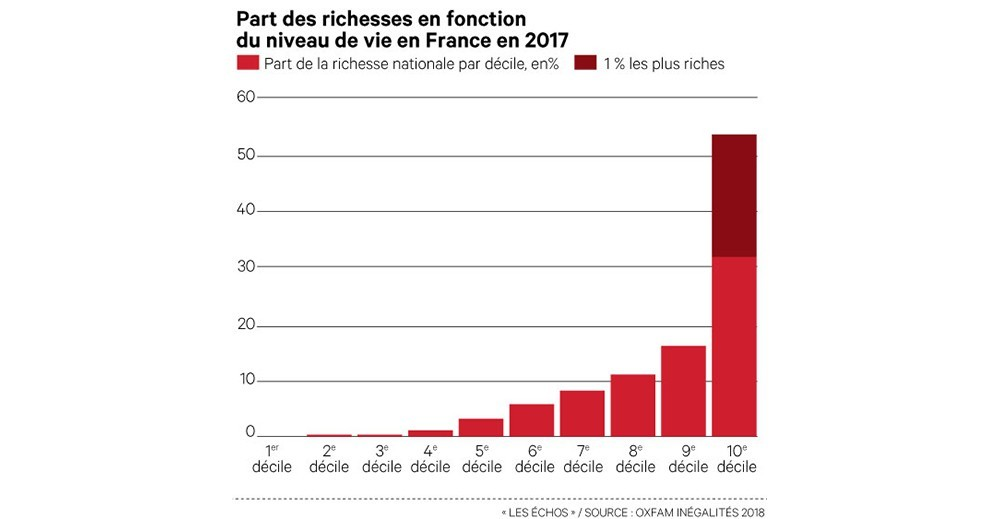 Part des richesses en fonction
du niveau de vie en France en 2017
Part de la richesse nationale par décile, en%
1 % les plus riches
60
50
40
30
20
10
0
1er décile
2e décile
3e décile
4e décile
5e décile
6e décile
7e décile
8e décile
9e décile
10e décile
« LES ÉCHOS » / SOURCE : OXFAM INÉGALITÉS 2018